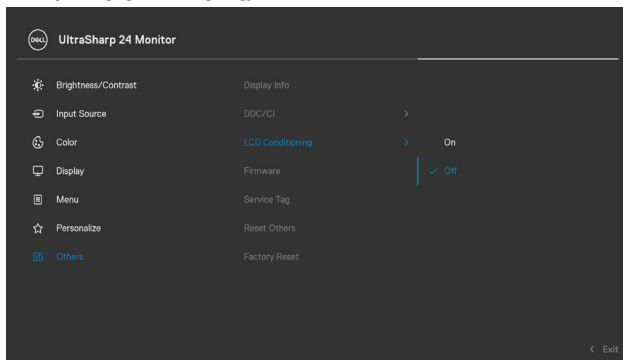 DELL UltraSharp 24 Monitor
Brightness/Contrast Display Info
Input Source DDC/CI >
Color LCD Conditioning > On
Display Firmware ✓ Off
Menu Service Tag
Personalize Reset Others
Others Factory Reset
< Exit